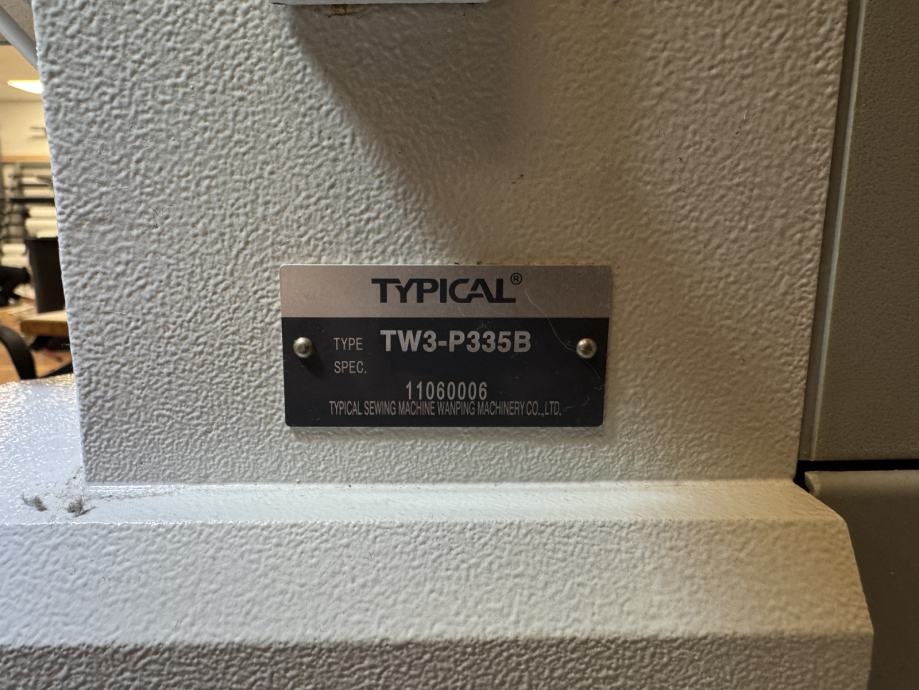 TYPICAL®
TYPE TW3-P335B
SPEC.
11060006
TYPICAL SEWING MACHINE WANPING MACHINERY CO.,LTD.